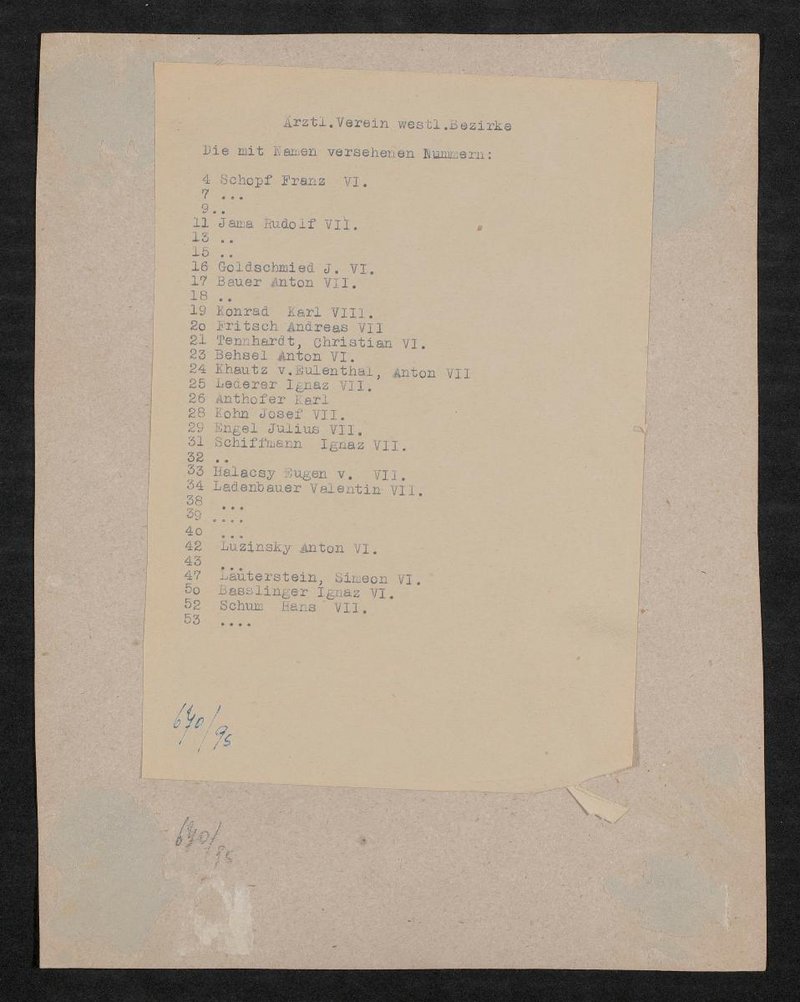 Ärztl.Verein westl.Bezirke
Die mit Namen versehenen Nummern:
4 Schopf Franz VI.
7 ...
9..
11 Jama Rudolf VII.
13 ..
15 ..
16 Goldschmied J. VI.
17 Bauer Anton VII.
18 ..
19 Konrad Karl VIII.
2o Fritsch Andreas VII
21 Tennhardt, Christian VI.
23 Behsel Anton VI.
24 Khautz v.Eulenthal, Anton VII
25 Lederer Ignaz VII.
26 Anthofer Karl
28 Kohn Josef VII.
29 Engel Julius VII.
31 Schiffmann Ignaz VII.
32 ..
33 Halacsy Eugen v. VII.
34 Ladenbauer Valentin VII.
38 ...
39 ....
4o ...
42 Luzinsky Anton VI.
43 ...
47 Lauterstein, Simeon VI.
5o Basslinger Ignaz VI.
52 Schum Hans VII.
53 ....
640/95
640/95